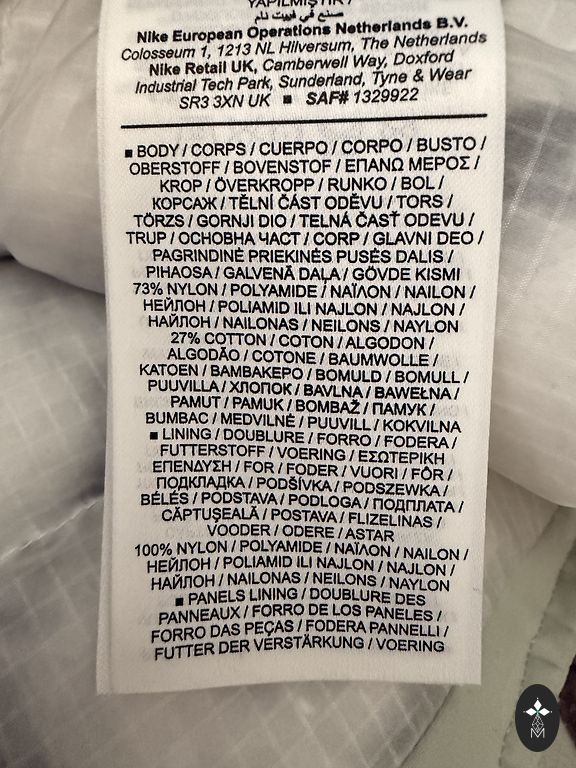 YAPILMIŞTIR /
صنع في فييت نام
Nike European Operations Netherlands B.V.
Colosseum 1, 1213 NL Hilversum, The Netherlands
Nike Retail UK, Camberwell Way, Doxford
Industrial Tech Park, Sunderland, Tyne & Wear
SR3 3XN UK ■ SAF# 1329922
■ BODY / CORPS / CUERPO / CORPO / BUSTO /
OBERSTOFF / BOVENSTOF / ΕΠΑΝΩ ΜΕΡΟΣ /
KROP / ÖVERKROPP / RUNKO / BOL /
КОРСАЖ / TĚLNÍ ČÁST ODĚVU / TORS /
TÖRZS / GORNJI DIO / TELNÁ ČASŤ ODEVU /
TRUP / ОСНОВНА ЧАСТ / CORP / GLAVNI DEO /
PAGRINDINĖ PRIEKINĖS PUSĖS DALIS /
PIHAOSA / GALVENĀ DAĻA / GÖVDE KISMI
73% NYLON / POLYAMIDE / ΝΑΪΛΟΝ / NAILON /
НЕЙЛОН / POLIAMID ILI NAJLON / NAJLON /
НАЙЛОН / NAILONAS / NEILONS / NAYLON
27% COTTON / COTON / ALGODON /
ALGODÃO / COTONE / BAUMWOLLE /
KATOEN / ΒΑΜΒΑΚΕΡΟ / BOMULD / BOMULL /
PUUVILLA / ХЛОПОК / BAVLNA / BAWEŁNA /
PAMUT / PAMUK / BOMBAŽ / ПАМУК /
BUMBAC / MEDVILNĖ / PUUVILL / KOKVILNA
■ LINING / DOUBLURE / FORRO / FODERA /
FUTTERSTOFF / VOERING / ΕΣΩΤΕΡΙΚΗ
ΕΠΕΝΔΥΣΗ / FOR / FODER / VUORI / FÔR /
ПОДКЛАДКА / PODŠÍVKA / PODSZEWKA /
BÉLÉS / PODSTAVA / PODLOGA / ПОДПЛАТА /
CĂPTUȘEALĂ / POSTAVA / FLIZELINAS /
VOODER / ODERE / ASTAR
100% NYLON / POLYAMIDE / ΝΑΪΛΟΝ / NAILON /
НЕЙЛОН / POLIAMID ILI NAJLON / NAJLON /
НАЙЛОН / NAILONAS / NEILONS / NAYLON
■ PANELS LINING / DOUBLURE DES
PANNEAUX / FORRO DE LOS PANELES /
FORRO DAS PEÇAS / FODERA PANNELLI /
FUTTER DER VERSTÄRKUNG / VOERING
M